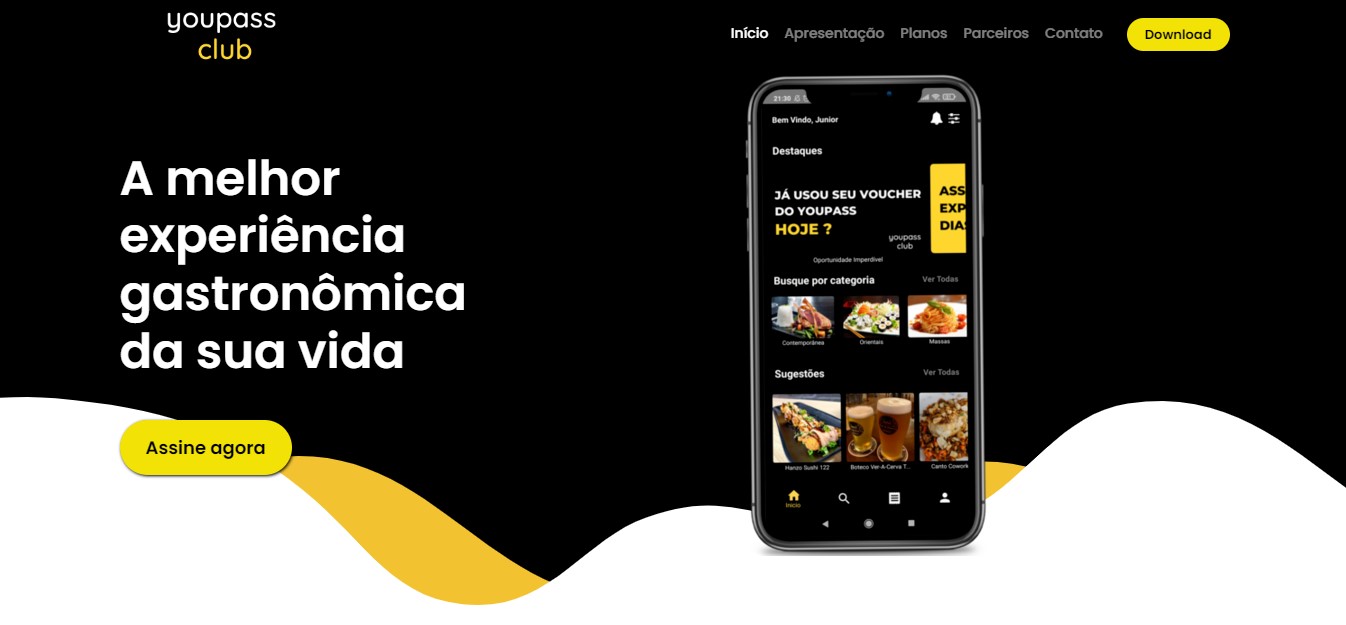 youpass
club
Início Apresentação Planos Parceiros Contato Download
A melhor
experiência
gastronômica
da sua vida
Assine agora
21:30
Bem Vindo, Junior
Destaques
JÁ USOU SEU VOUCHER
DO YOUPASS
HOJE ?
youpass
club
ASS
EXP
DIA
Oportunidade Imperdível
Busque por categoria Ver Todas
Contemporânea Orientais Massas
Sugestões Ver Todas
Hanzo Sushi 122 Boteco Ver-A-Cerva T... Canto Cowork
Início